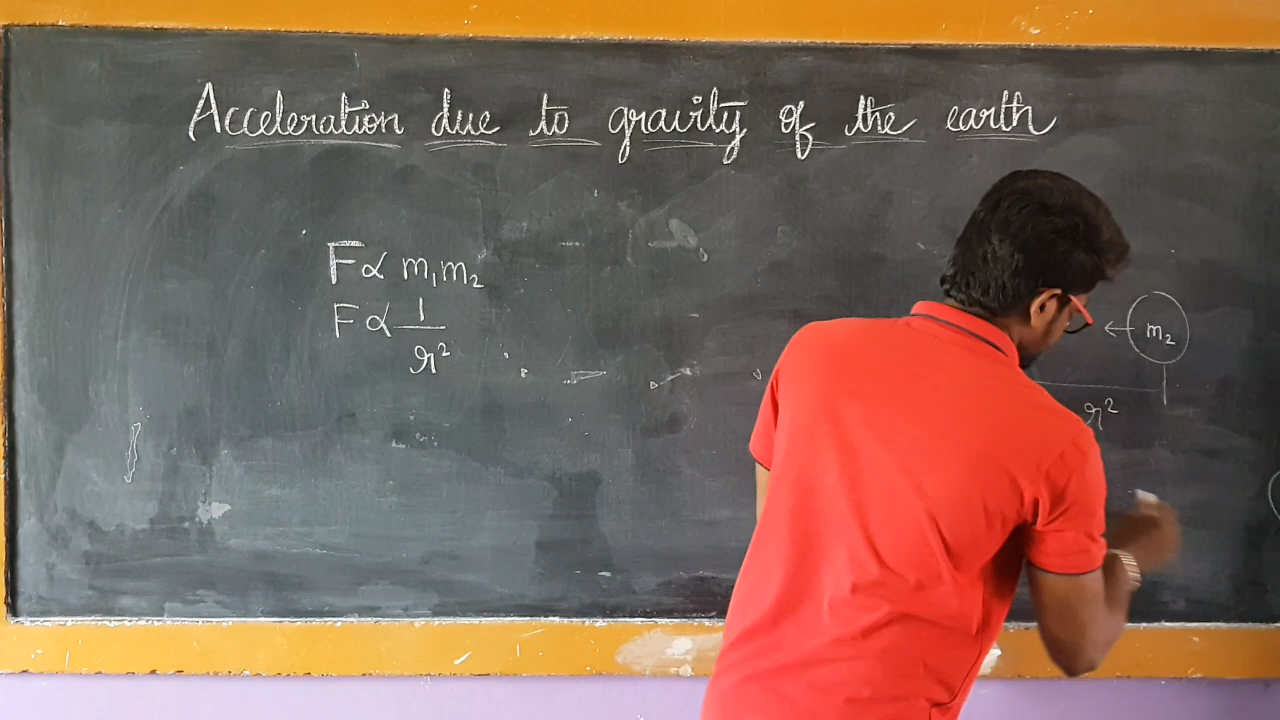 Acceleration due to gravity of the earth
F ∝ m₁m₂
F ∝ 1/r²
m₂
r²